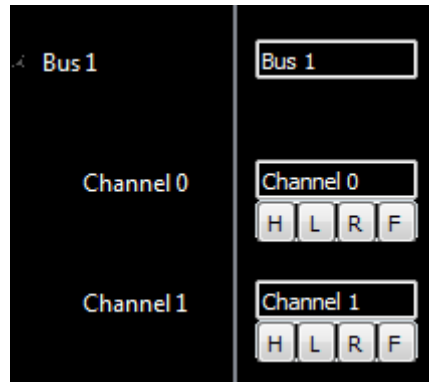 Bus 1 Bus 1
Channel 0 Channel 0
H L R F
Channel 1 Channel 1
H L R F